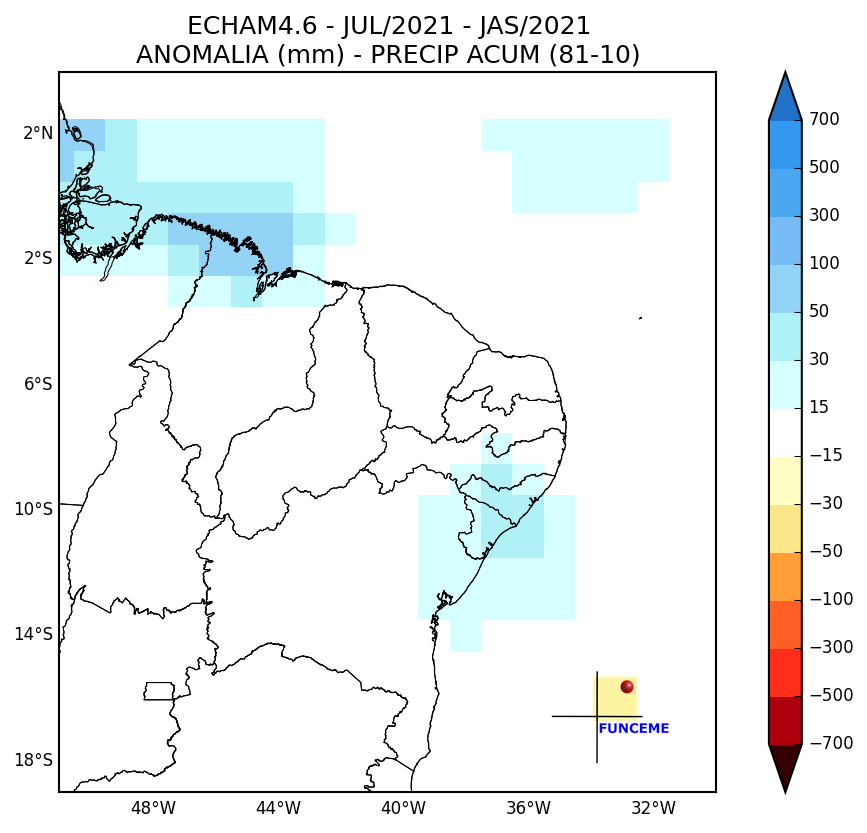 ECHAM4.6 - JUL/2021 - JAS/2021
ANOMALIA (mm) - PRECIP ACUM (81-10)
2°N
2°S
6°S
10°S
14°S
18°S
48°W
44°W
40°W
36°W
32°W
700
500
300
100
50
30
15
−15
−30
−50
−100
−300
−500
−700
FUNCEME